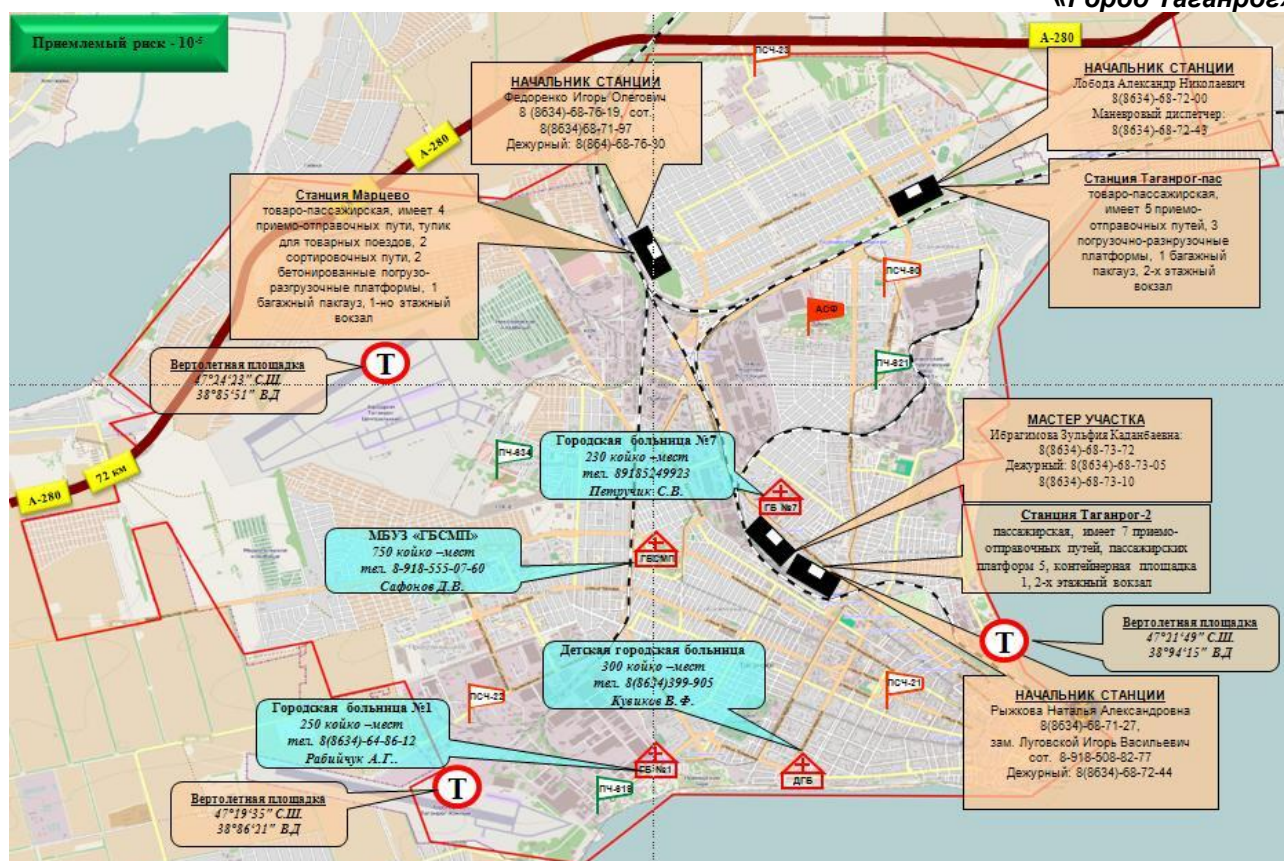 «Город Таганрог»
Приемлемый риск - 10⁻⁵
А-280
А-280
А-280
72 км
А-280
ПСЧ-23
НАЧАЛЬНИК СТАНЦИИ
Федоренко Игорь Олегович
8 (8634)-68-76-19, сот.
8(8634)68-71-97
Дежурный: 8(864)-68-76-30
НАЧАЛЬНИК СТАНЦИИ
Лобода Александр Николаевич
8(8634)-68-72-00
Маневровый диспетчер:
8(8634)-68-72-43
Станция Марцево
товаро-пассажирская, имеет 4
приемо-отправочных пути, тупик
для товарных поездов, 2
сортировочных пути, 2
бетонированные погрузо-
разгрузочные платформы, 1
багажный пакгауз, 1-но этажный
вокзал
Станция Таганрог-пас
товаро-пассажирская,
имеет 5 приемо-
отправочных путей, 3
погрузочно-разнрузочные
платформы, 1 багажный
пакгауз, 2-х этажный
вокзал
ПСЧ-80
АСФ
ПЧ-621
Вертолетная площадка
47°24‘23” С.Ш.
38°85‘51” В.Д
Т
МАСТЕР УЧАСТКА
Ибрагимова Зульфия Каданбаевна:
8(8634)-68-73-72
Дежурный: 8(8634)-68-73-05
8(8634)-68-73-10
ПЧ-634
Городская больница №7
230 койко –мест
тел. 89185249923
Петручик С.В.
ГБ №7
Станция Таганрог-2
пассажирская, имеет 7 приемо-
отправочных путей, пассажирских
платформ 5, контейнерная площадка
1, 2-х этажный вокзал
МБУЗ «ГБСМП»
750 койко –мест
тел. 8-918-555-07-60
Сафонов Д.В.
ГБСМП
Т
Вертолетная площадка
47°21‘49” С.Ш.
38°94‘15” В.Д
Детская городская больница
300 койко –мест
тел. 8(8634)399-905
Кувиков В.Ф.
ПСЧ-21
ПСЧ-22
НАЧАЛЬНИК СТАНЦИИ
Рыжкова Наталья Александровна
8(8634)-68-71-27,
зам. Луговской Игорь Васильевич
сот. 8-918-508-82-77
Дежурный: 8(8634)-68-72-44
Городская больница №1
250 койко –мест
тел. 8(8634)-64-86-12
Рабийчук А.Г..
ГБ №1
ДГБ
ПЧ-619
Т
Вертолетная площадка
47°19‘35” С.Ш.
38°86‘21” В.Д